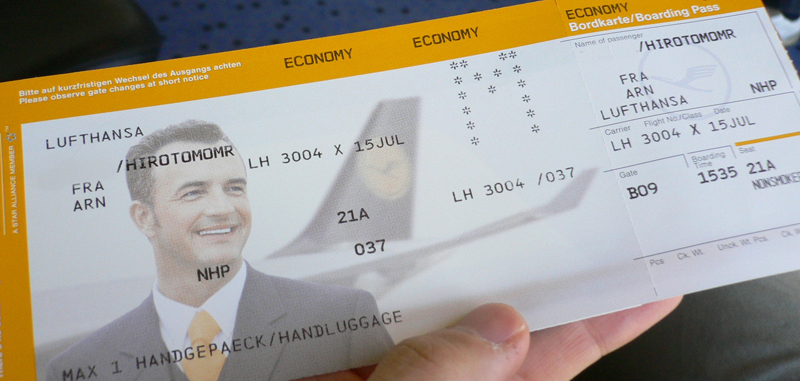 ECONOMY
ECONOMY
Bitte auf kurzfristigen Wechsel des Ausgangs achten
Please observe gate changes at short notice
A STAR ALLIANCE MEMBER
LUFTHANSA
/HIROTOMOMR
LH 3004 X 15JUL
FRA
ARN
LH 3004 /037
21A
037
NHP
MAX 1 HANDGEPAECK/HANDLUGGAGE
ECONOMY
Bordkarte/Boarding Pass
Name of passenger
/HIROTOMOMR
FRA
ARN
NHP
LUFTHANSA
Carrier Flight No./Class Date
LH 3004 X 15JUL
Gate Boarding Time Seat
B09 1535 21A
NONSMOKER
Pcs Ck. Wt. Unck. Wt. Pcs. Ck. Wt.